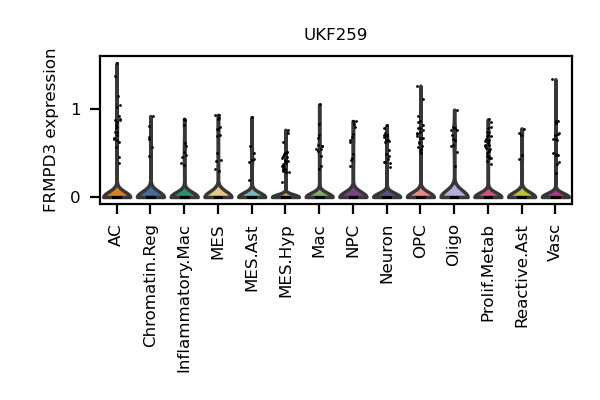 UKF259
FRMPD3 expression
1
0
AC
Chromatin.Reg
Inflammatory.Mac
MES
MES.Ast
MES.Hyp
Mac
NPC
Neuron
OPC
Oligo
Prolif.Metab
Reactive.Ast
Vasc